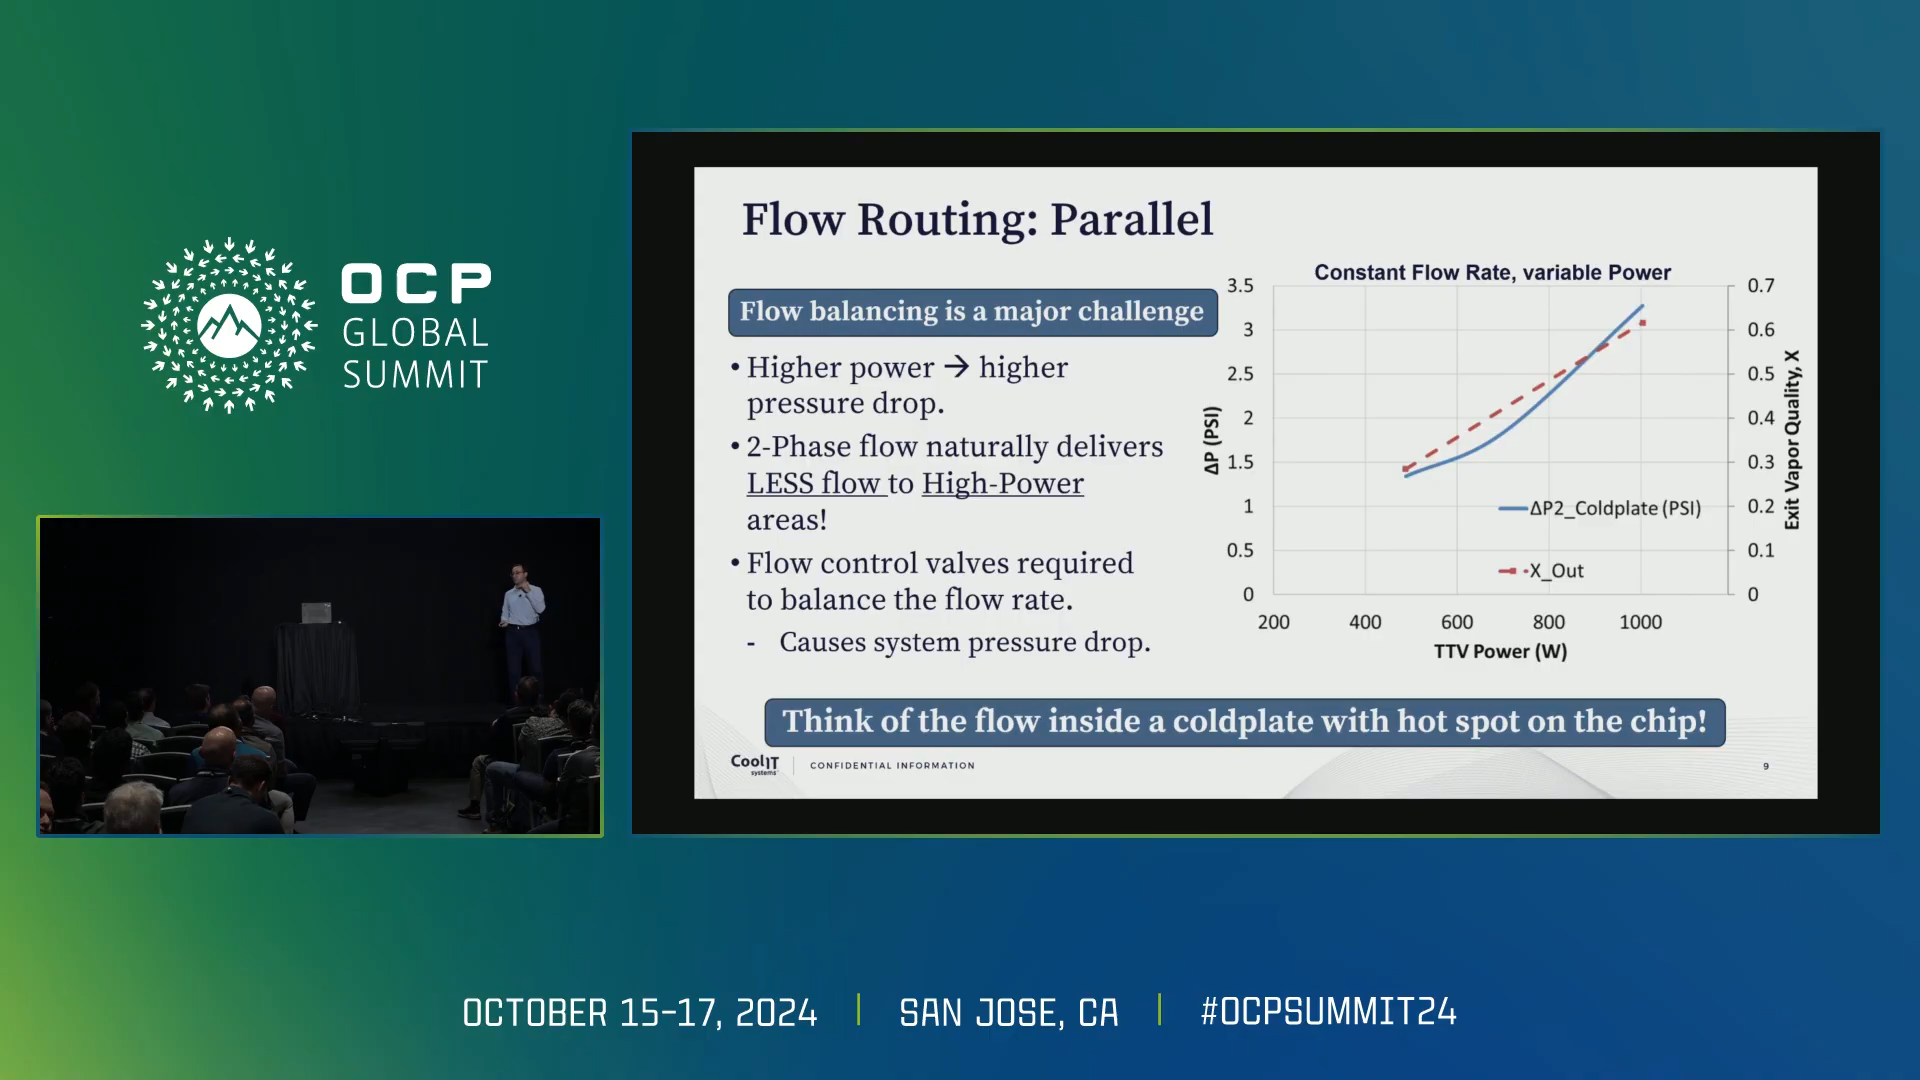 OCP
GLOBAL
SUMMIT
Flow Routing: Parallel
Flow balancing is a major challenge
• Higher power → higher
pressure drop.
• 2-Phase flow naturally delivers
LESS flow to High-Power
areas!
• Flow control valves required
to balance the flow rate.
- Causes system pressure drop.
Constant Flow Rate, variable Power
3.5
3
2.5
2
1.5
1
0.5
0
ΔP (PSI)
0.7
0.6
0.5
0.4
0.3
0.2
0.1
0
Exit Vapor Quality, X
ΔP2_Coldplate (PSI)
X_Out
200 400 600 800 1000
TTV Power (W)
Think of the flow inside a coldplate with hot spot on the chip!
CoolIT
systems
CONFIDENTIAL INFORMATION
9
OCTOBER 15-17, 2024 | SAN JOSE, CA | #OCPSUMMIT24